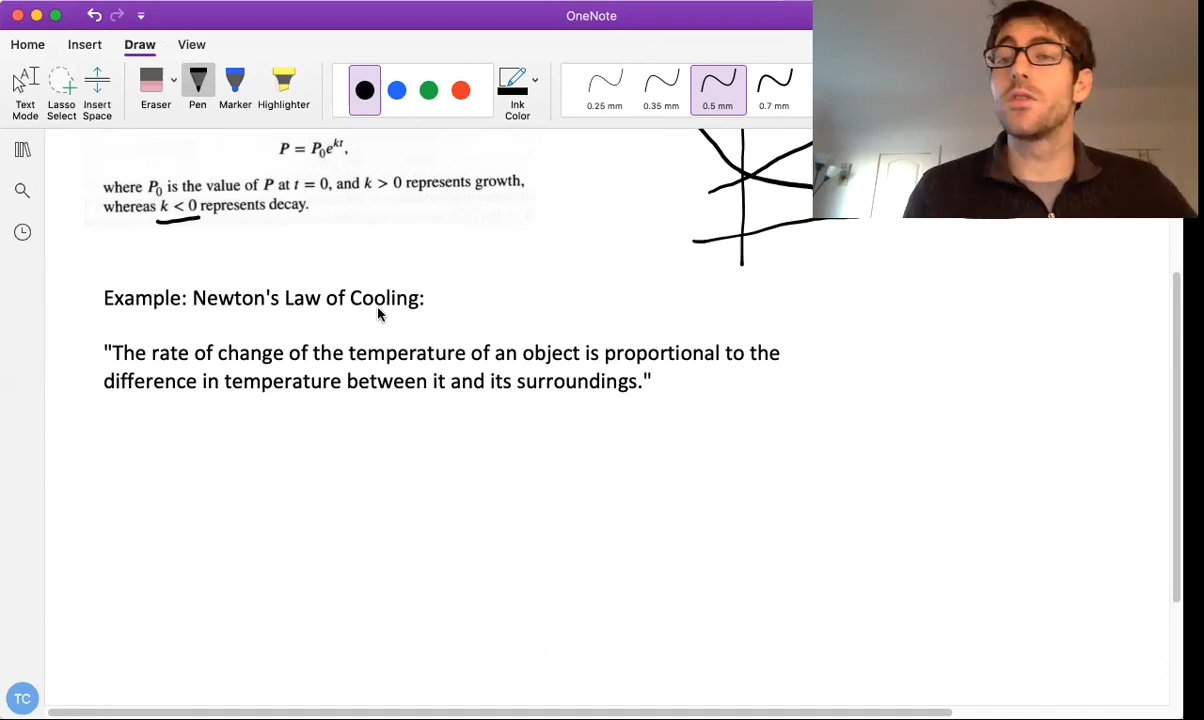 OneNote
Home Insert Draw View
Text Mode
Lasso Select
Insert Space
Eraser
Pen
Marker
Highlighter
Ink Color
0.25 mm
0.35 mm
0.5 mm
0.7 mm
P = P₀eᵏᵗ,
where P₀ is the value of P at t = 0, and k > 0 represents growth,
whereas k < 0 represents decay.
Example: Newton's Law of Cooling:
"The rate of change of the temperature of an object is proportional to the
difference in temperature between it and its surroundings."
TC